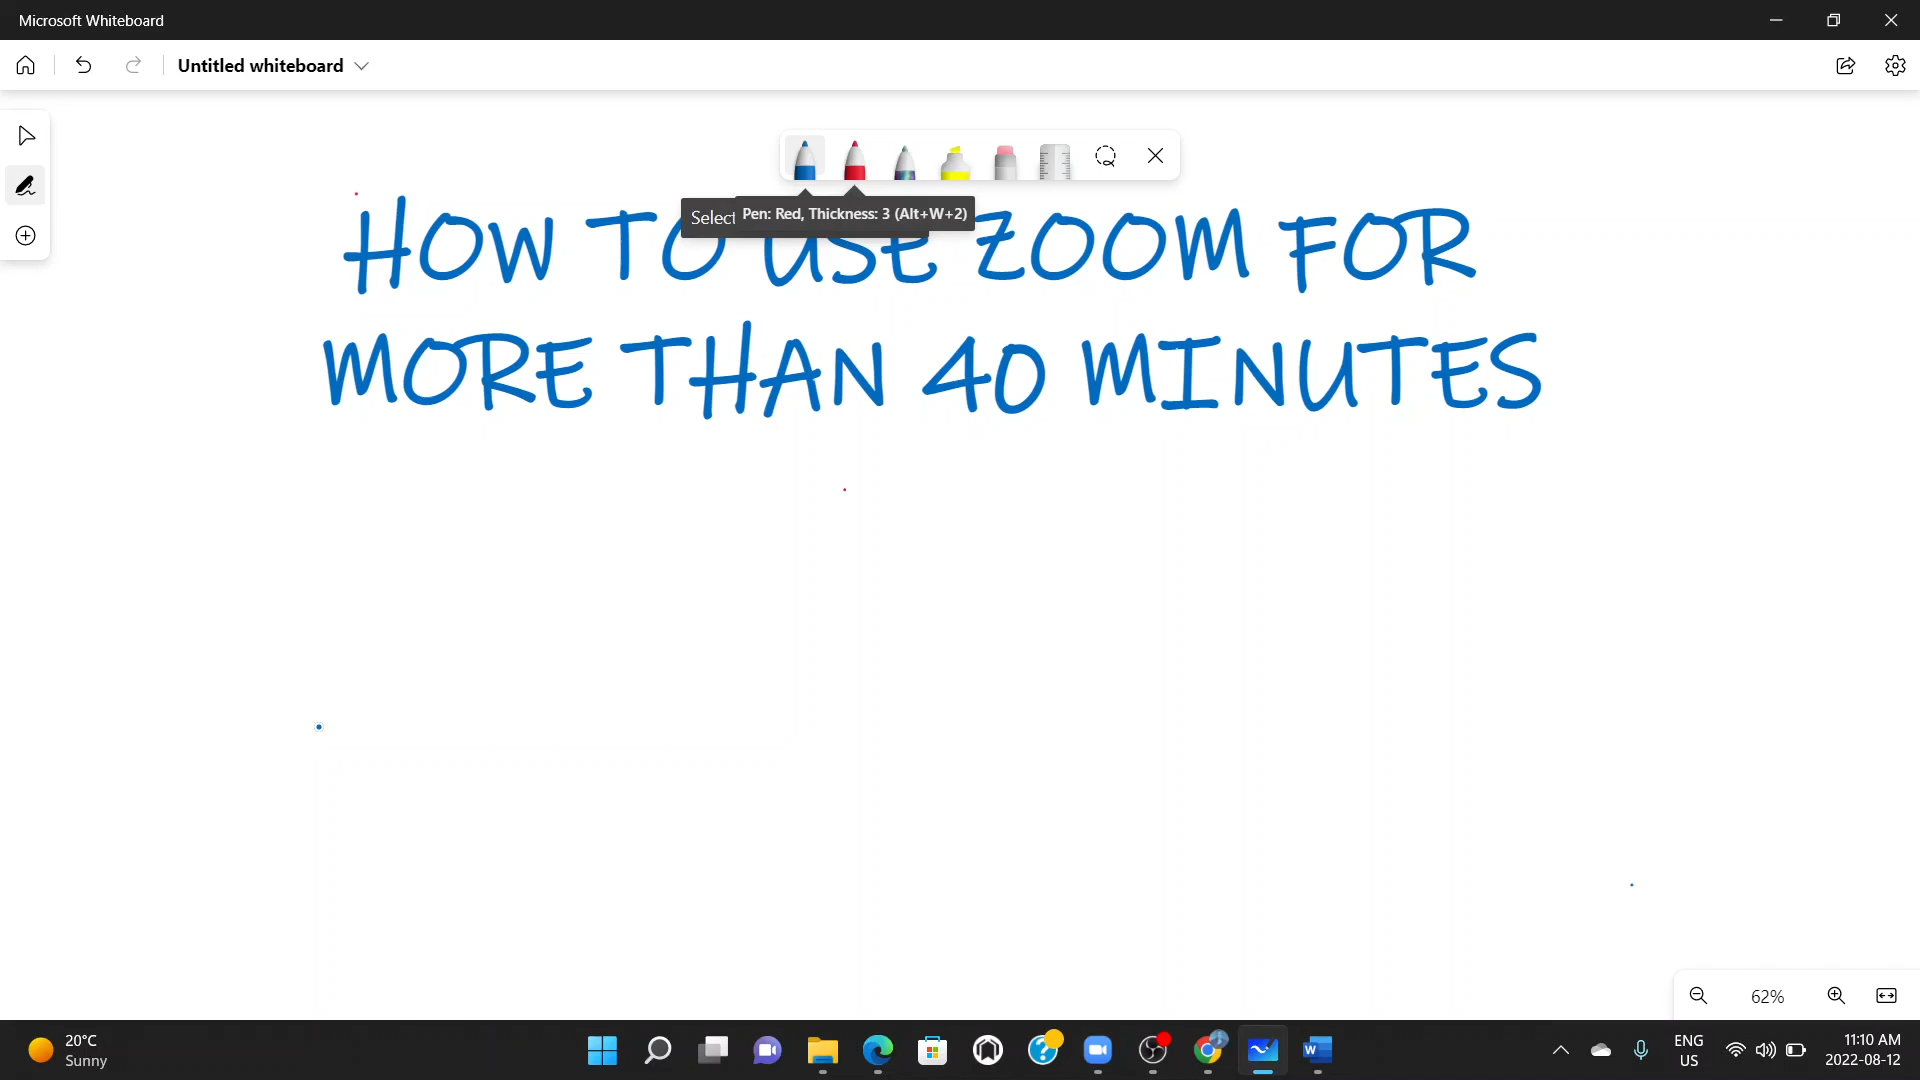 Microsoft Whiteboard
Untitled whiteboard
Select
Pen: Red, Thickness: 3 (Alt+W+2)
HOW TO USE ZOOM FOR
MORE THAN 40 MINUTES
62%
20°C
Sunny
ENG
US
11:10 AM
2022-08-12